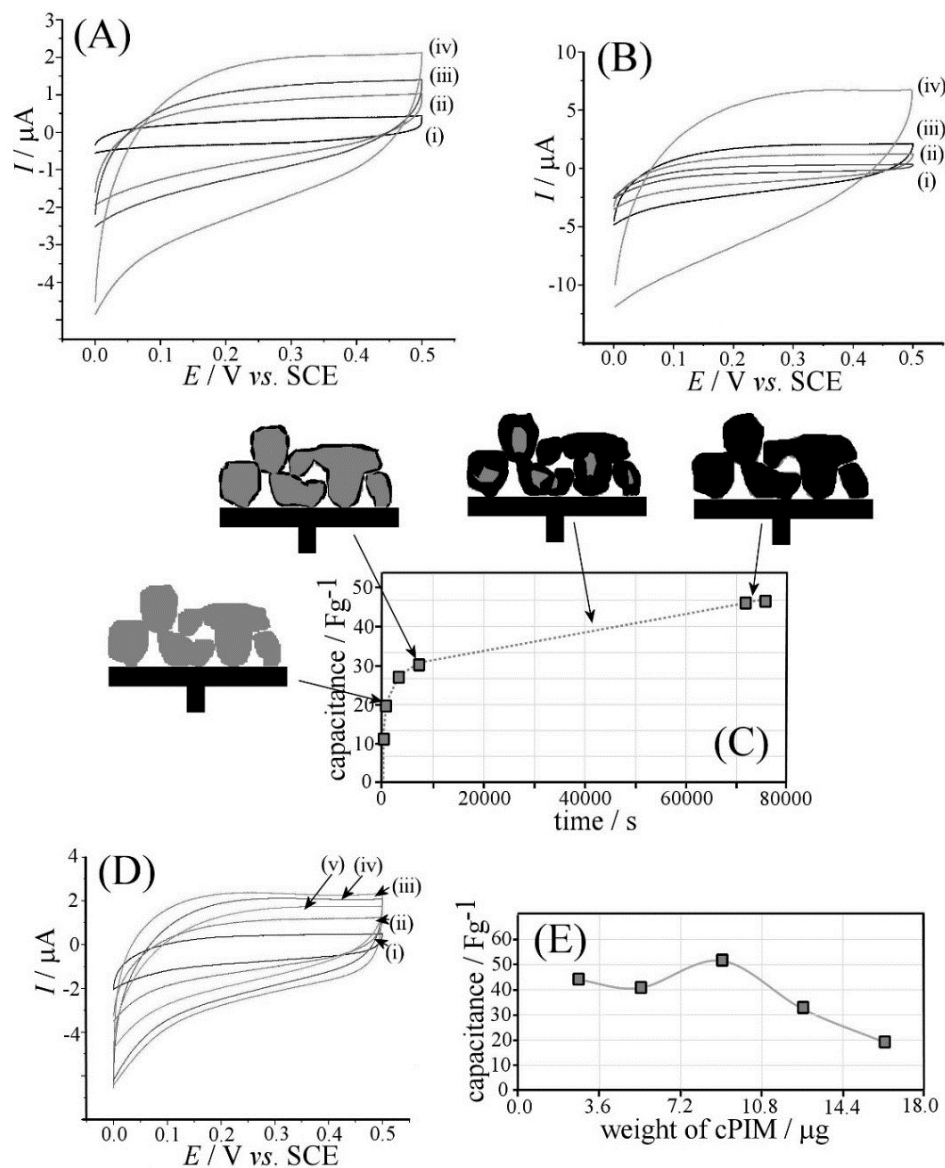 (A)
3
2
1
0
-1
-2
-3
-4
I / µA
(iv)
(iii)
(ii)
(i)
0.0 0.1 0.2 0.3 0.4 0.5
E / V vs. SCE
(B)
10
5
0
-5
-10
I / µA
(iv)
(iii)
(ii)
(i)
0.0 0.1 0.2 0.3 0.4 0.5
E / V vs. SCE
(C)
50
40
30
20
10
0
capacitance / Fg-1
0 20000 40000 60000 80000
time / s
(D)
4
2
0
-2
-4
I / µA
(v) (iv) (iii)
(ii)
(i)
0.0 0.1 0.2 0.3 0.4 0.5
E / V vs. SCE
(E)
60
50
40
30
20
10
0
capacitance / Fg-1
0.0 3.6 7.2 10.8 14.4 18.0
weight of cPIM / µg